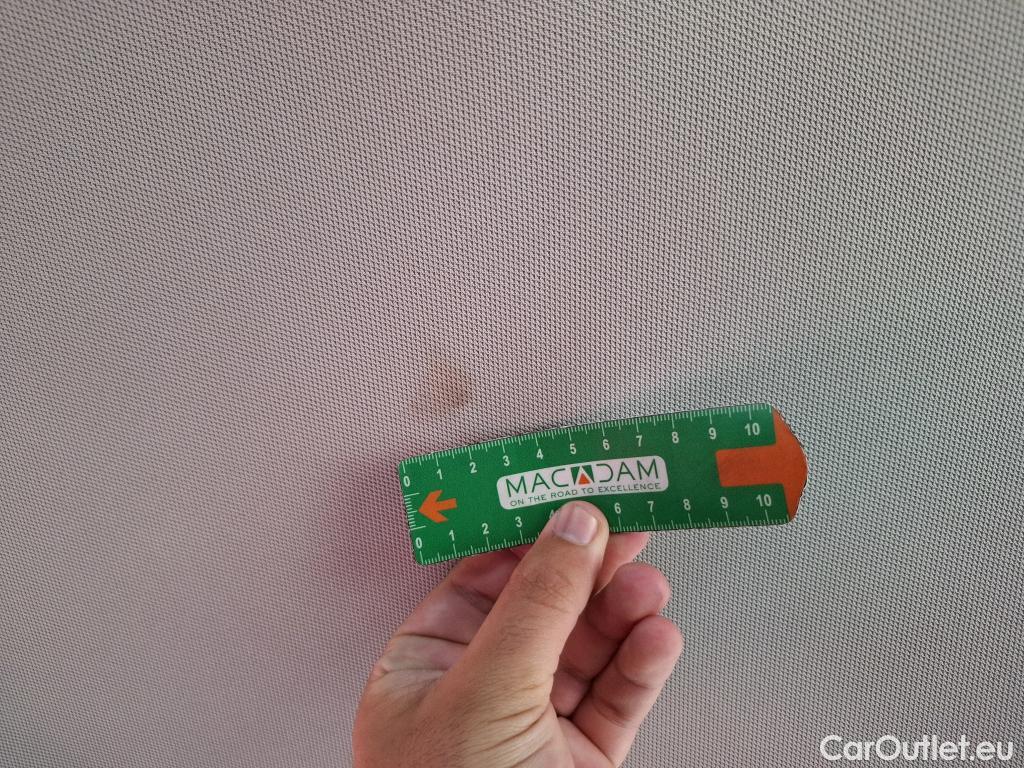 0 1 2 3 4 5 6 7 8 9 10
MACADAM
ON THE ROAD TO EXCELLENCE
0 1 2 3 4 6 7 8 9 10
CarOutlet.eu